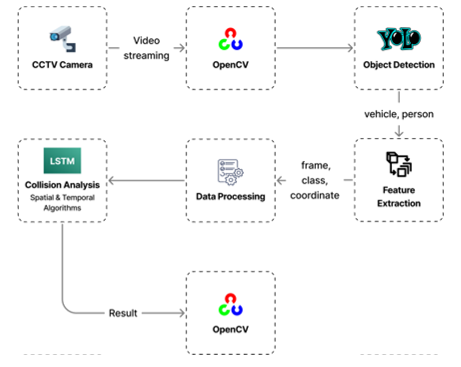 Video
streaming
CCTV Camera
OpenCV
YOLO
Object Detection
vehicle, person
LSTM
Collision Analysis
Spatial & Temporal
Algorithms
Data Processing
frame,
class,
coordinate
Feature
Extraction
Result
OpenCV